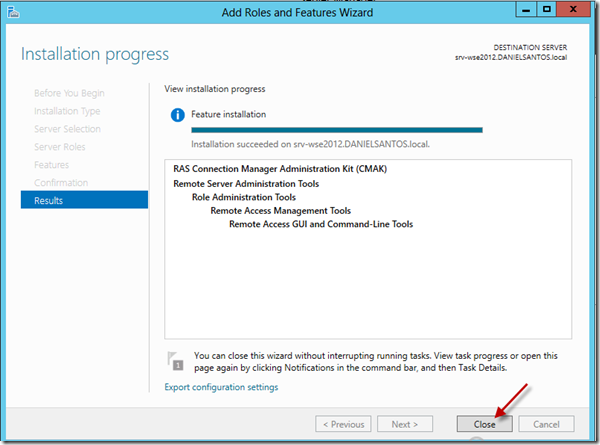 Add Roles and Features Wizard
Installation progress
DESTINATION SERVER
srv-wse2012.DANIELSANTOS.local
Before You Begin
Installation Type
Server Selection
Server Roles
Features
Confirmation
Results
View installation progress
Feature installation
Installation succeeded on srv-wse2012.DANIELSANTOS.local.
RAS Connection Manager Administration Kit (CMAK)
Remote Server Administration Tools
Role Administration Tools
Remote Access Management Tools
Remote Access GUI and Command-Line Tools
1
You can close this wizard without interrupting running tasks. View task progress or open this
page again by clicking Notifications in the command bar, and then Task Details.
Export configuration settings
< Previous
Next >
Close
Cancel